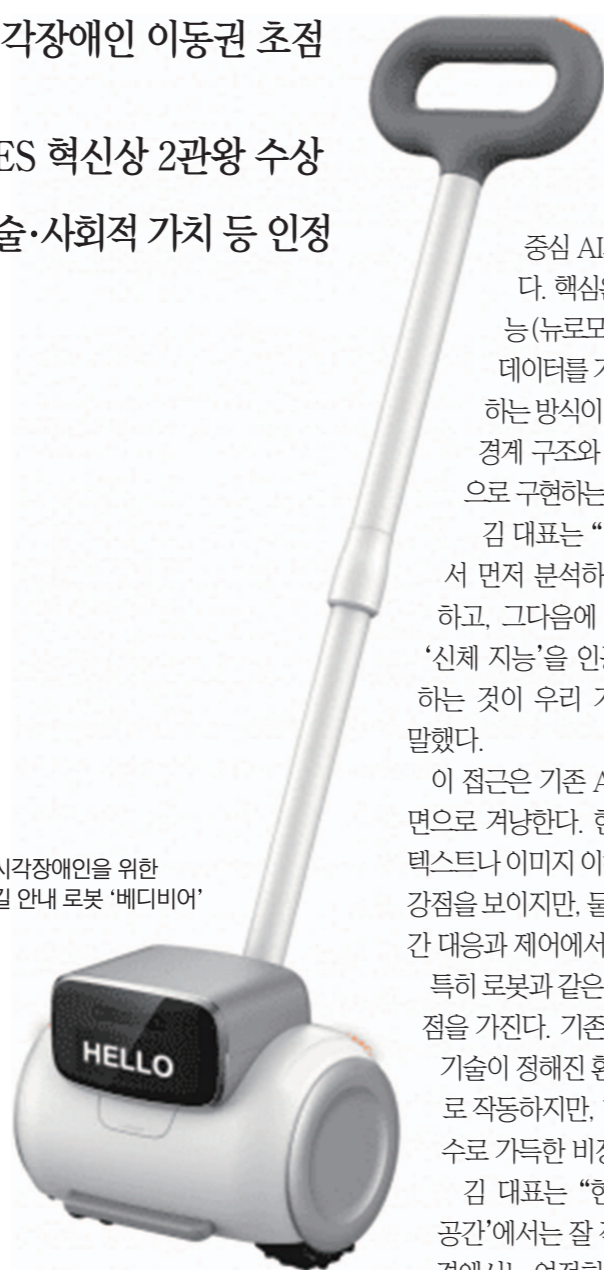 각장애인 이동권 초점
ES 혁신상 2관왕 수상
술·사회적 가치 등 인정
시각장애인을 위한
길 안내 로봇 ‘베디비어’
HELLO
중심 AI
다. 핵심은
능(뉴로모
데이터를 기
하는 방식이
경계 구조와
으로 구현하는
김 대표는 “
서 먼저 분석하
하고, 그다음에
‘신체 지능’을 인공
하는 것이 우리 기
말했다.
이 접근은 기존 A
면으로 겨냥한다. 현
텍스트나 이미지 이해
강점을 보이지만, 물
간 대응과 제어에서
특히 로봇과 같은
점을 가진다. 기존
기술이 정해진 환
로 작동하지만,
수로 가득한 비정
김 대표는 “현
공간’에서는 잘 작